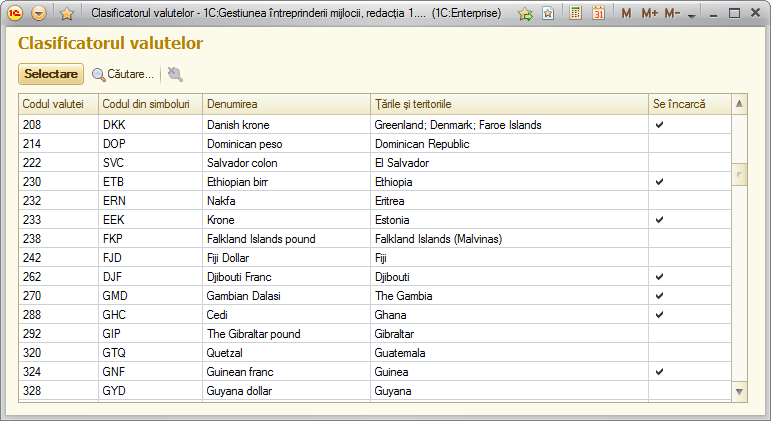 Clasificatorul valutelor - 1C:Gestiunea întreprinderii mijlocii, redacția 1.... (1C:Enterprise) M M+ M-
Clasificatorul valutelor
Selectare Căutare...
Codul valutei Codul din simboluri Denumirea Țările și teritoriile Se încarcă
208 DKK Danish krone Greenland; Denmark; Faroe Islands ✔
214 DOP Dominican peso Dominican Republic
222 SVC Salvador colon El Salvador
230 ETB Ethiopian birr Ethiopia ✔
232 ERN Nakfa Eritrea
233 EEK Krone Estonia ✔
238 FKP Falkland Islands pound Falkland Islands (Malvinas)
242 FJD Fiji Dollar Fiji
262 DJF Djibouti Franc Djibouti ✔
270 GMD Gambian Dalasi The Gambia ✔
288 GHC Cedi Ghana ✔
292 GIP The Gibraltar pound Gibraltar
320 GTQ Quetzal Guatemala
324 GNF Guinean franc Guinea ✔
328 GYD Guyana dollar Guyana